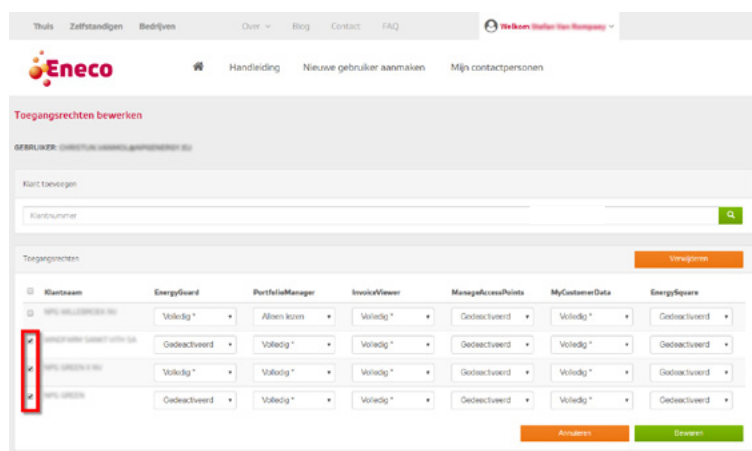 Thuis Zelfstandigen Bedrijven Over Blog Contact FAQ Welkom
Eneco Handleiding Nieuwe gebruiker aanmaken Mijn contactpersonen
Toegangsrechten bewerken
GEBRUIKER:
Klant toevoegen
Klantnummer
Toegangsrechten Verwijderen
Klantnaam EnergyGuard PortfolioManager InvoiceViewer ManageAccessPoints MyCustomerData EnergySquare
Volledig * Alleen lezen Volledig * Gedeactiveerd Volledig * Gedeactiveerd
Gedeactiveerd Volledig * Volledig * Gedeactiveerd Volledig * Gedeactiveerd
Volledig * Volledig * Volledig * Gedeactiveerd Volledig * Gedeactiveerd
Gedeactiveerd Volledig * Volledig * Gedeactiveerd Volledig * Gedeactiveerd
Annuleren Bewaren